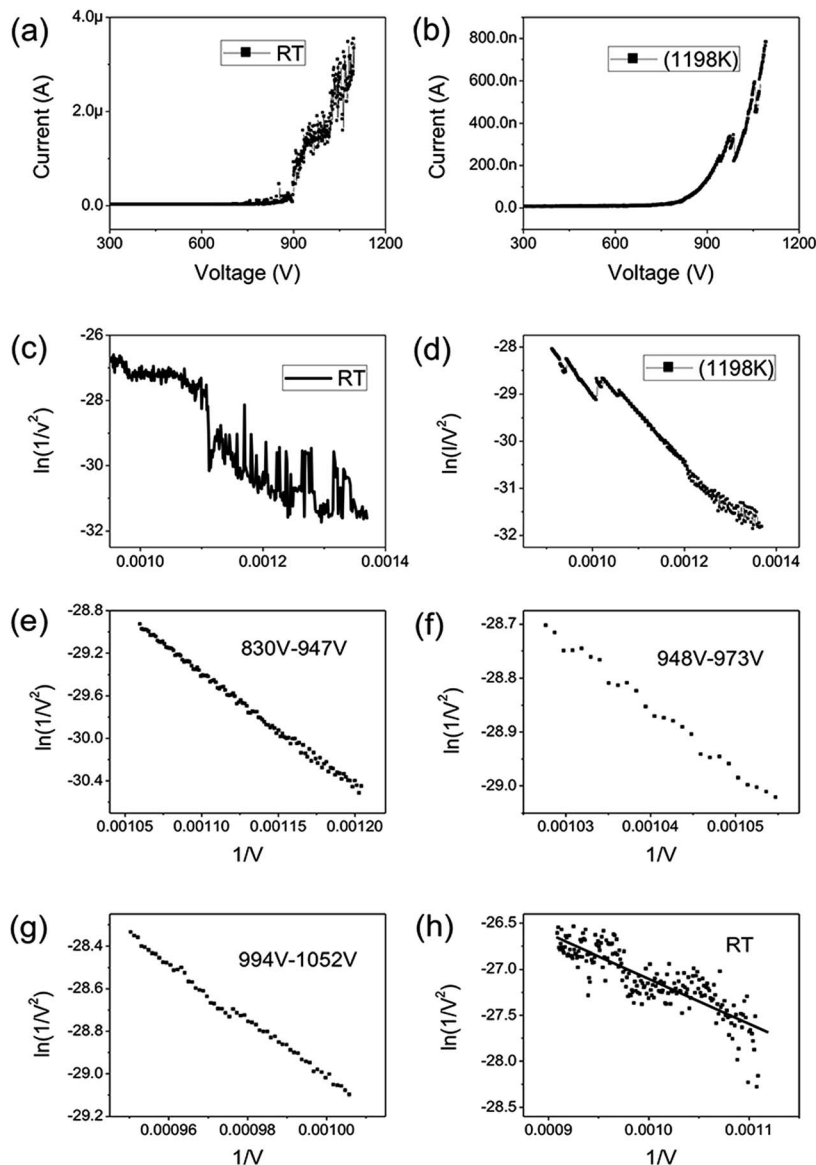 (a)
4.0μ
2.0μ
0.0
Current (A)
RT
300 600 900 1200
Voltage (V)
(b)
800.0n
600.0n
400.0n
200.0n
0.0
Current (A)
(1198K)
300 600 900 1200
Voltage (V)
(c)
-26
-28
-30
-32
ln(1/v²)
RT
0.0010 0.0012 0.0014
(d)
-28
-29
-30
-31
-32
ln(I/V²)
(1198K)
0.0010 0.0012 0.0014
(e)
-28.8
-29.2
-29.6
-30.0
-30.4
ln(1/V²)
830V-947V
0.00105 0.00110 0.00115 0.00120
1/V
(f)
-28.7
-28.8
-28.9
-29.0
ln(1/V²)
948V-973V
0.00103 0.00104 0.00105
1/V
(g)
-28.4
-28.6
-28.8
-29.0
-29.2
ln(1/V²)
994V-1052V
0.00096 0.00098 0.00100
1/V
(h)
-26.5
-27.0
-27.5
-28.0
-28.5
ln(1/V²)
RT
0.0009 0.0010 0.0011
1/V